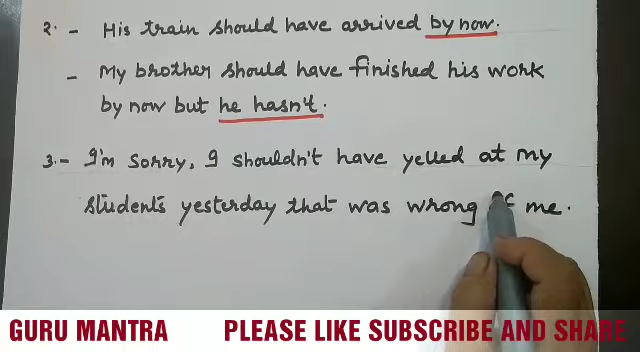 2. - His train should have arrived by now.
- My brother should have finished his work
by now but he hasn't.
3. - I'm sorry, I shouldn't have yelled at my
students yesterday that was wrong of me.
GURU MANTRA PLEASE LIKE SUBSCRIBE AND SHARE